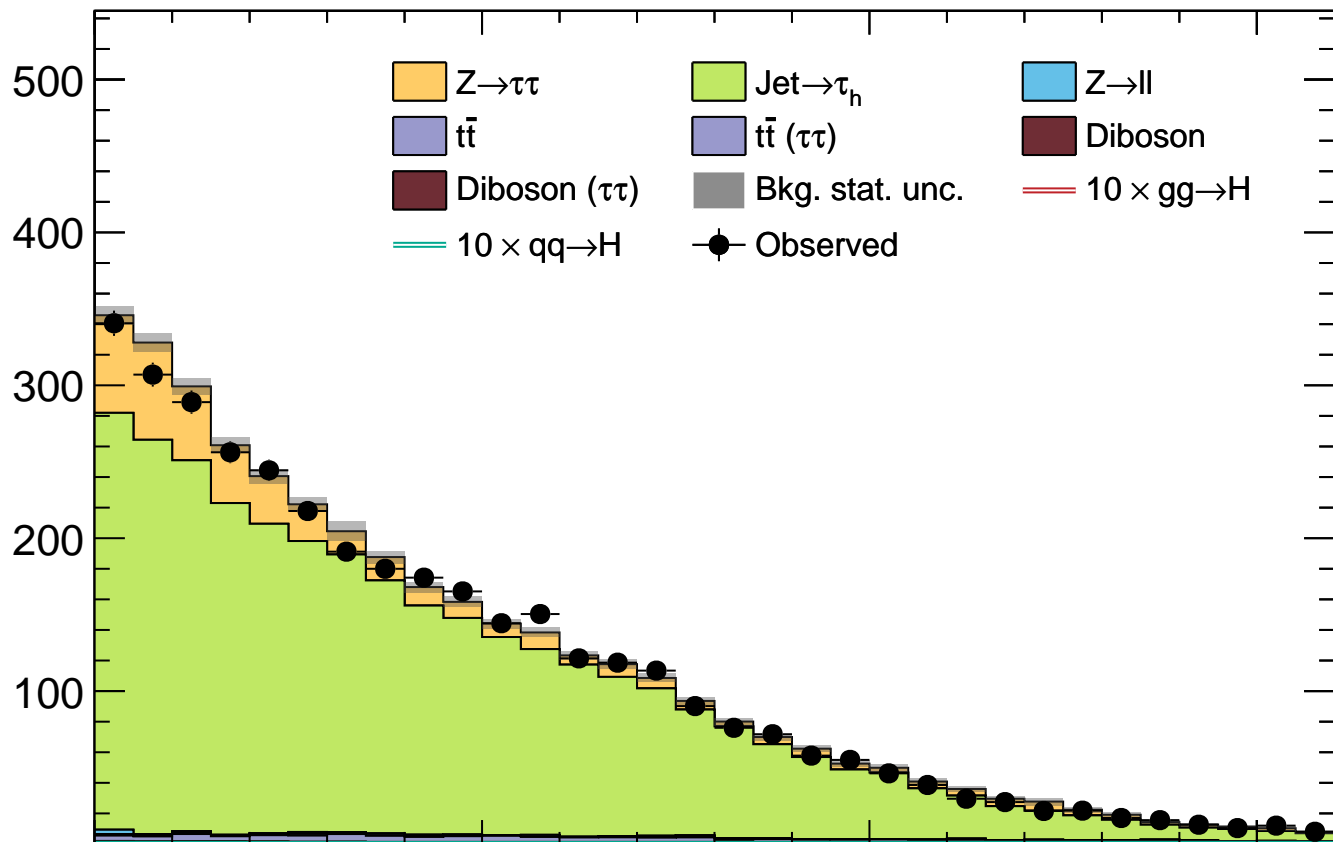 500
Z→ττ Jet→τh Z→ll
tt̄ tt̄ (ττ) Diboson
Diboson (ττ) Bkg. stat. unc. 10 × gg→H
400
10 × qq→H Observed
300
200
100